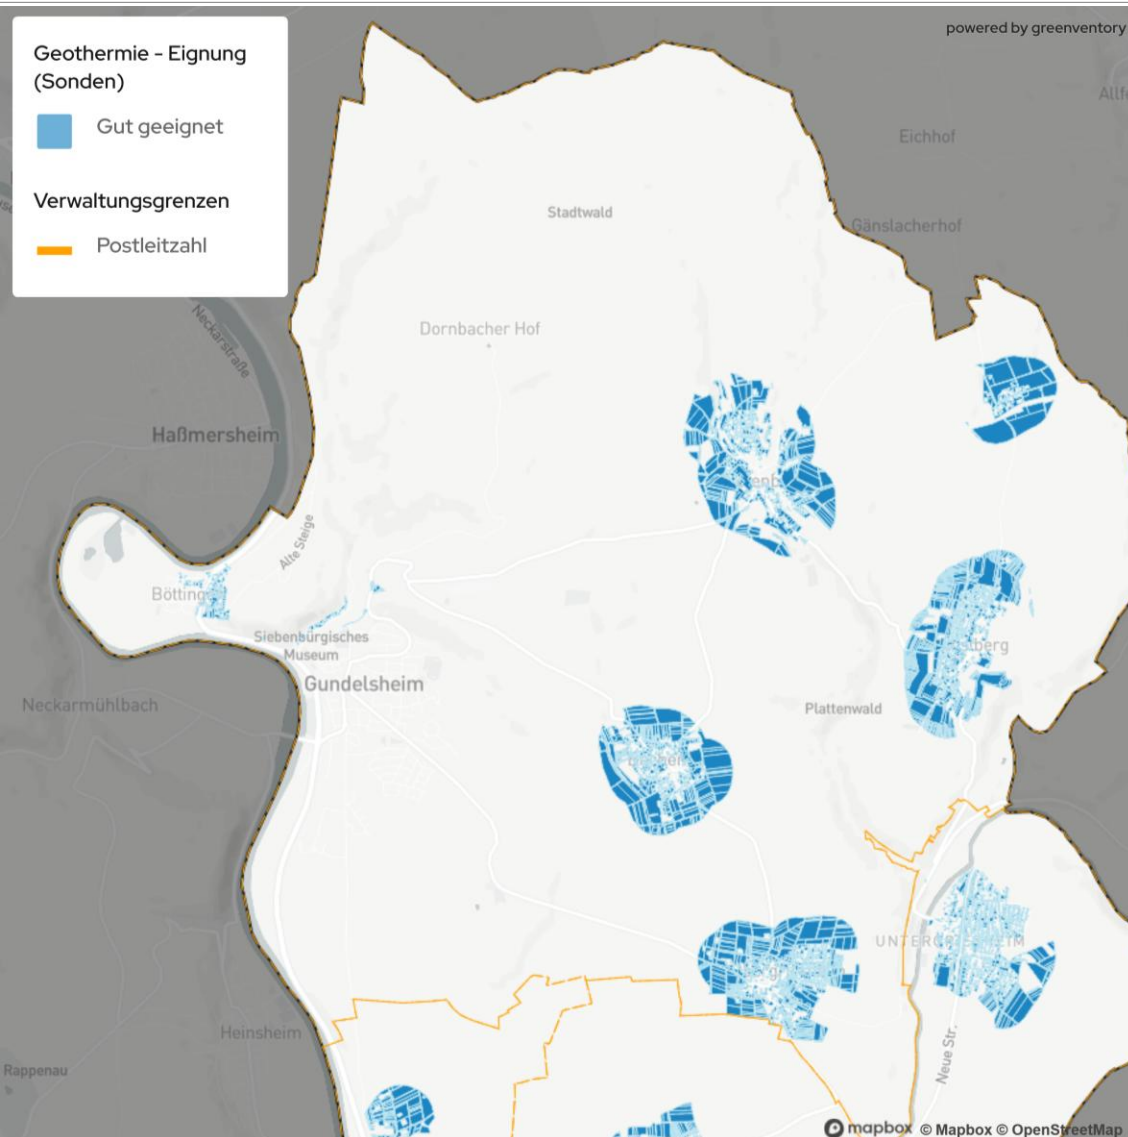 powered by greenventory
Geothermie - Eignung
(Sonden)
Gut geeignet
Verwaltungsgrenzen
Postleitzahl
Eichhof
Stadtwald
Gänslacherhof
Neckarstraße
Dornbacher Hof
Haßmersheim
Alte Steige
Siebenbürgisches
Museum
Gundelsheim
Neckarmühlbach
Plattenwald
Heinsheim
Neue Str.
Rappenau
mapbox © Mapbox © OpenStreetMap